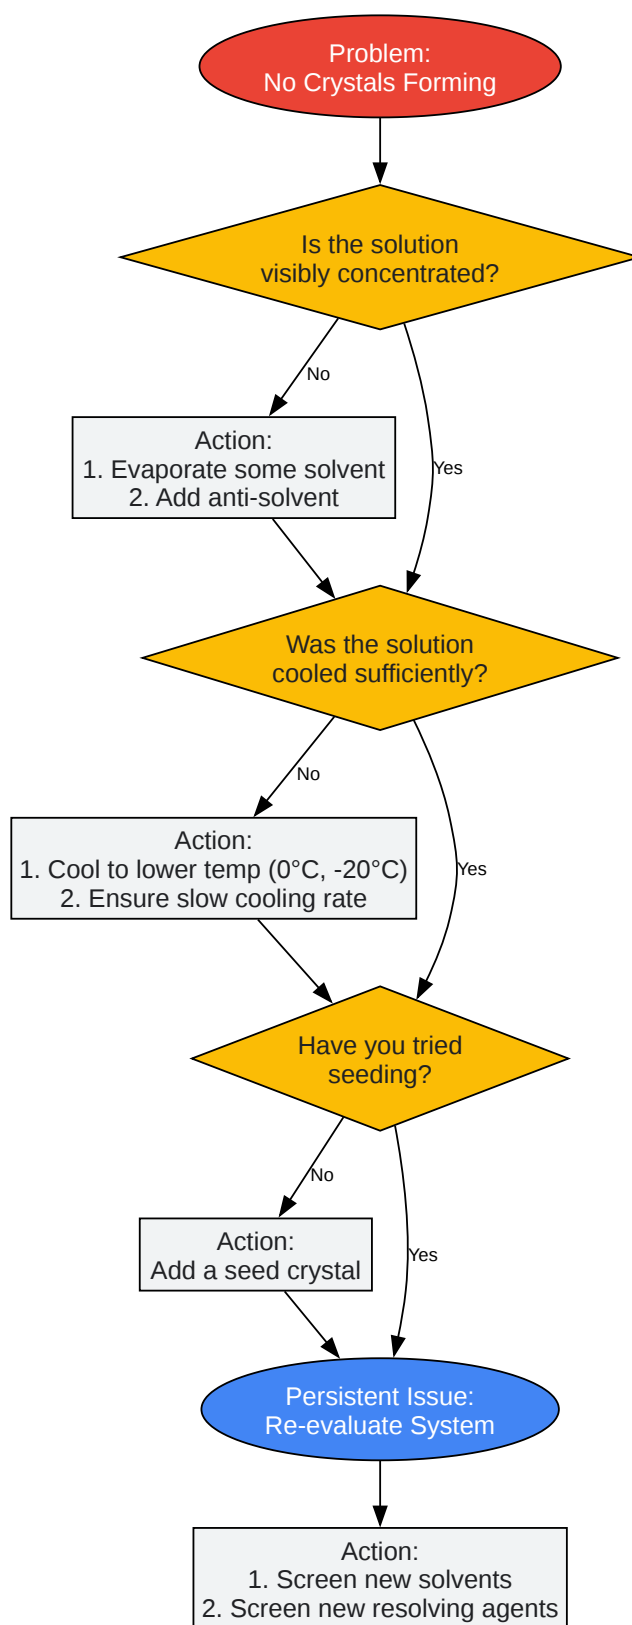 Problem:
No Crystals Forming
Is the solution
visibly concentrated?
No
Action:
1. Evaporate some solvent
2. Add anti-solvent
Yes
Was the solution
cooled sufficiently?
No
Action:
1. Cool to lower temp (0°C, -20°C)
2. Ensure slow cooling rate
Yes
Have you tried
seeding?
No
Action:
Add a seed crystal
Yes
Persistent Issue:
Re-evaluate System
Action:
1. Screen new solvents
2. Screen new resolving agents